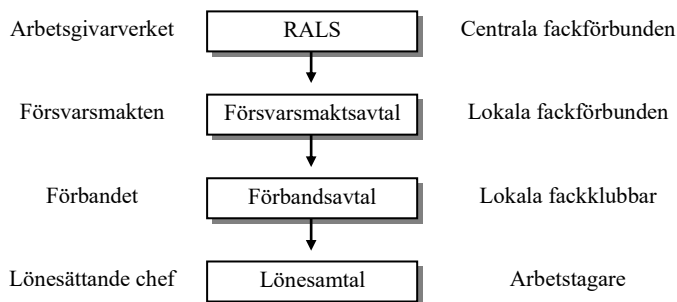 Arbetsgivarverket RALS Centrala fackförbunden
Försvarsmakten Försvarsmaktsavtal Lokala fackförbunden
Förbandet Förbandsavtal Lokala fackklubbar
Lönesättande chef Lönesamtal Arbetstagare